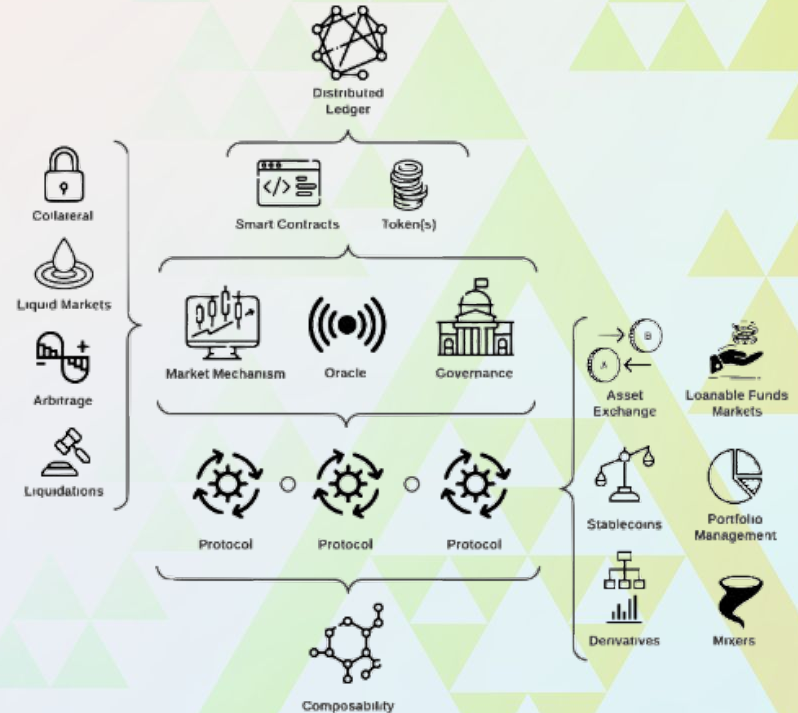 Distributed
Ledger
Smart Contracts
Token(s)
Collateral
Liquid Markets
Arbitrage
Liquidations
Market Mechanism
Oracle
Governance
Protocol
Protocol
Protocol
Asset
Exchange
Loanable Funds
Markets
Stablecoins
Portfolio
Management
Derivatives
Mixers
Composability